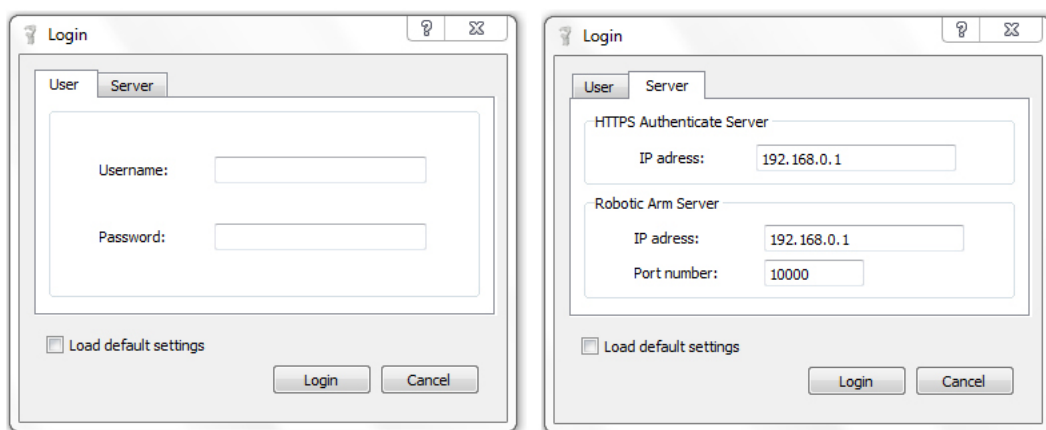 Login
User Server
Username:
Password:
Load default settings
Login Cancel
Login
User Server
HTTPS Authenticate Server
IP adress: 192.168.0.1
Robotic Arm Server
IP adress: 192.168.0.1
Port number: 10000
Load default settings
Login Cancel